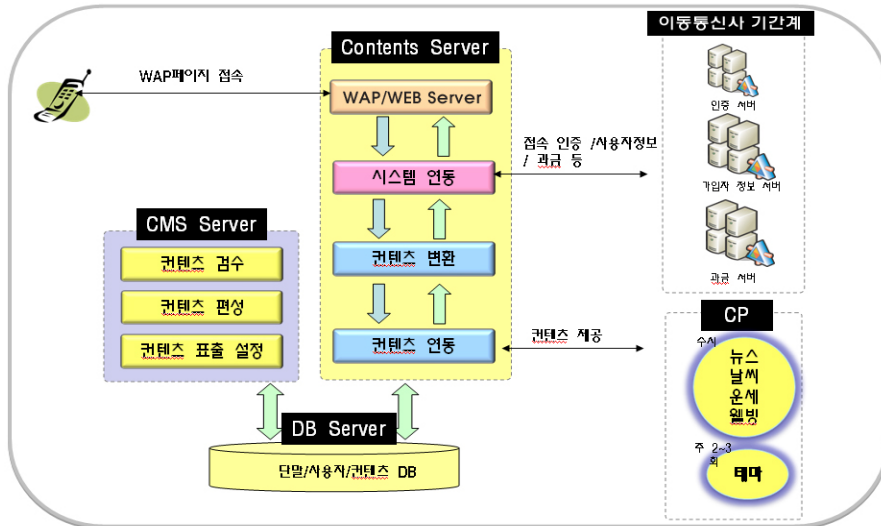 이동통신사 기간계
Contents Server
WAP페이지 접속
WAP/WEB Server
인증 서버
접속 인증 /사용자정보
/ 과금 등
시스템 연동
가입자 정보 서버
CMS Server
컨텐츠 검수
컨텐츠 변환
과금 서버
컨텐츠 편성
CP
컨텐츠 표출 설정
컨텐츠 연동
컨텐츠 제공
수시
뉴스
날씨
운세
웰빙
DB Server
단말/사용자/컨텐츠 DB
주 2~3
회
테마